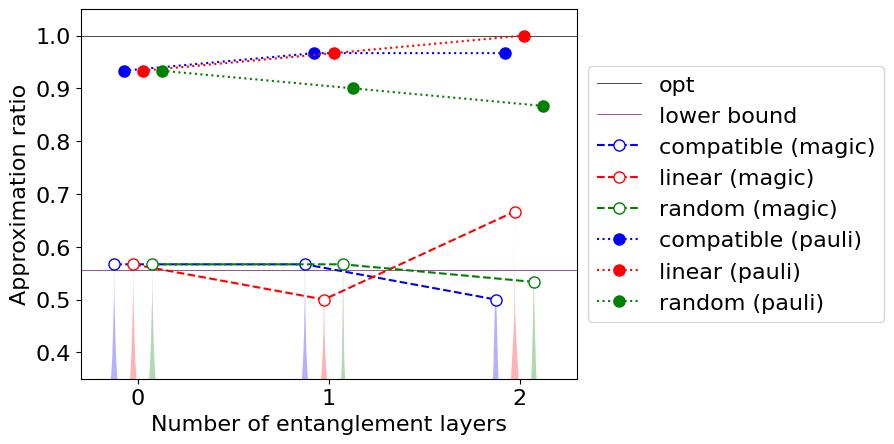 1.0
0.9
0.8
0.7
0.6
0.5
0.4
Approximation ratio
0 1 2
Number of entanglement layers
opt
lower bound
compatible (magic)
linear (magic)
random (magic)
compatible (pauli)
linear (pauli)
random (pauli)